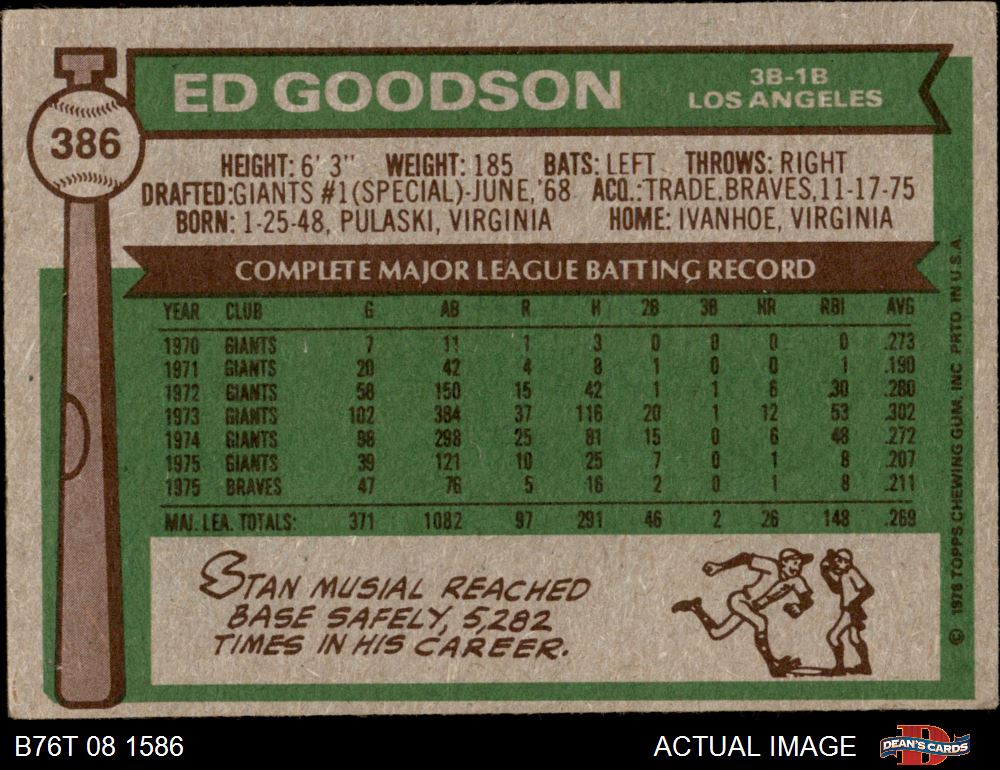 386
ED GOODSON
3B-1B
LOS ANGELES
HEIGHT: 6' 3" WEIGHT: 185 BATS: LEFT THROWS: RIGHT
DRAFTED:GIANTS #1(SPECIAL)-JUNE,'68 ACQ.:TRADE,BRAVES,11-17-75
BORN: 1-25-48, PULASKI, VIRGINIA HOME: IVANHOE, VIRGINIA
COMPLETE MAJOR LEAGUE BATTING RECORD
YEAR CLUB G AB R H 2B 3B HR RBI AVG
1970 GIANTS 7 11 1 3 0 0 0 0 .273
1971 GIANTS 20 42 4 8 1 0 0 1 .190
1972 GIANTS 58 150 15 42 1 1 6 30 .280
1973 GIANTS 102 384 37 116 20 1 12 53 .302
1974 GIANTS 98 298 25 81 15 0 6 48 .272
1975 GIANTS 39 121 10 25 7 0 1 8 .207
1975 BRAVES 47 76 5 16 2 0 1 8 .211
MAJ. LEA. TOTALS: 371 1082 97 291 46 2 26 148 .269
STAN MUSIAL REACHED
BASE SAFELY, 5,282
TIMES IN HIS CAREER.
© 1976 TOPPS CHEWING GUM, INC PRTD IN U.S.A.
B76T 08 1586
ACTUAL IMAGE
DEAN'S CARDS